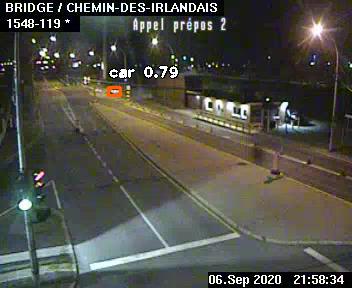 BRIDGE / CHEMIN-DES-IRLANDAIS
1548-119 *
Appel prépos 2
car 0.79
06.Sep 2020 21:58:34